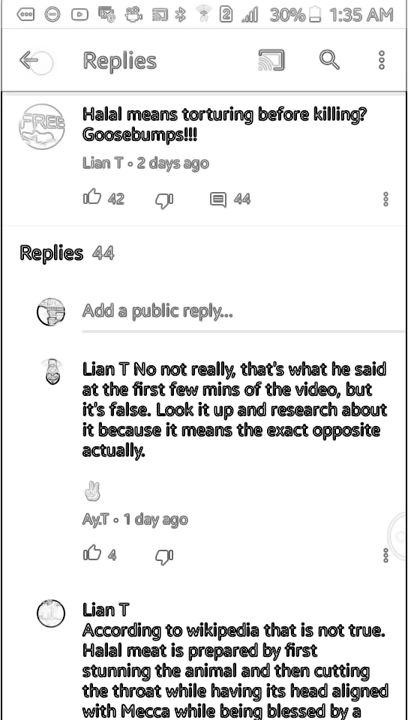 2 30% 1:35 AM
Replies
FREE
Halal means torturing before killing?
Goosebumps!!!
Lian T • 2 days ago
42 44
Replies 44
Add a public reply...
Lian T No not really, that's what he said
at the first few mins of the video, but
it's false. Look it up and research about
it because it means the exact opposite
actually.
✌
Ay.T • 1 day ago
4
Lian T
According to wikipedia that is not true.
Halal meat is prepared by first
stunning the animal and then cutting
the throat while having its head aligned
with Mecca while being blessed by a